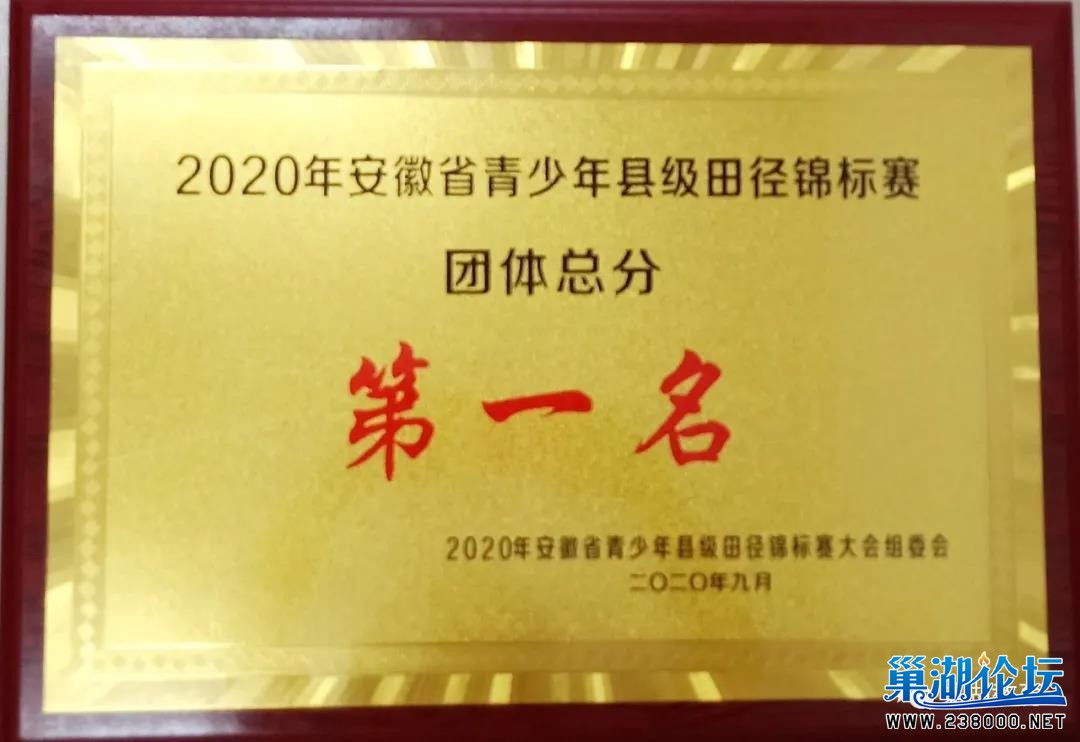 2020年安徽省青少年县级田径锦标赛
团体总分
第一名
2020年安徽省青少年县级田径锦标赛大会组委会
二〇二〇年九月
巢湖论坛
WWW.238000.NET